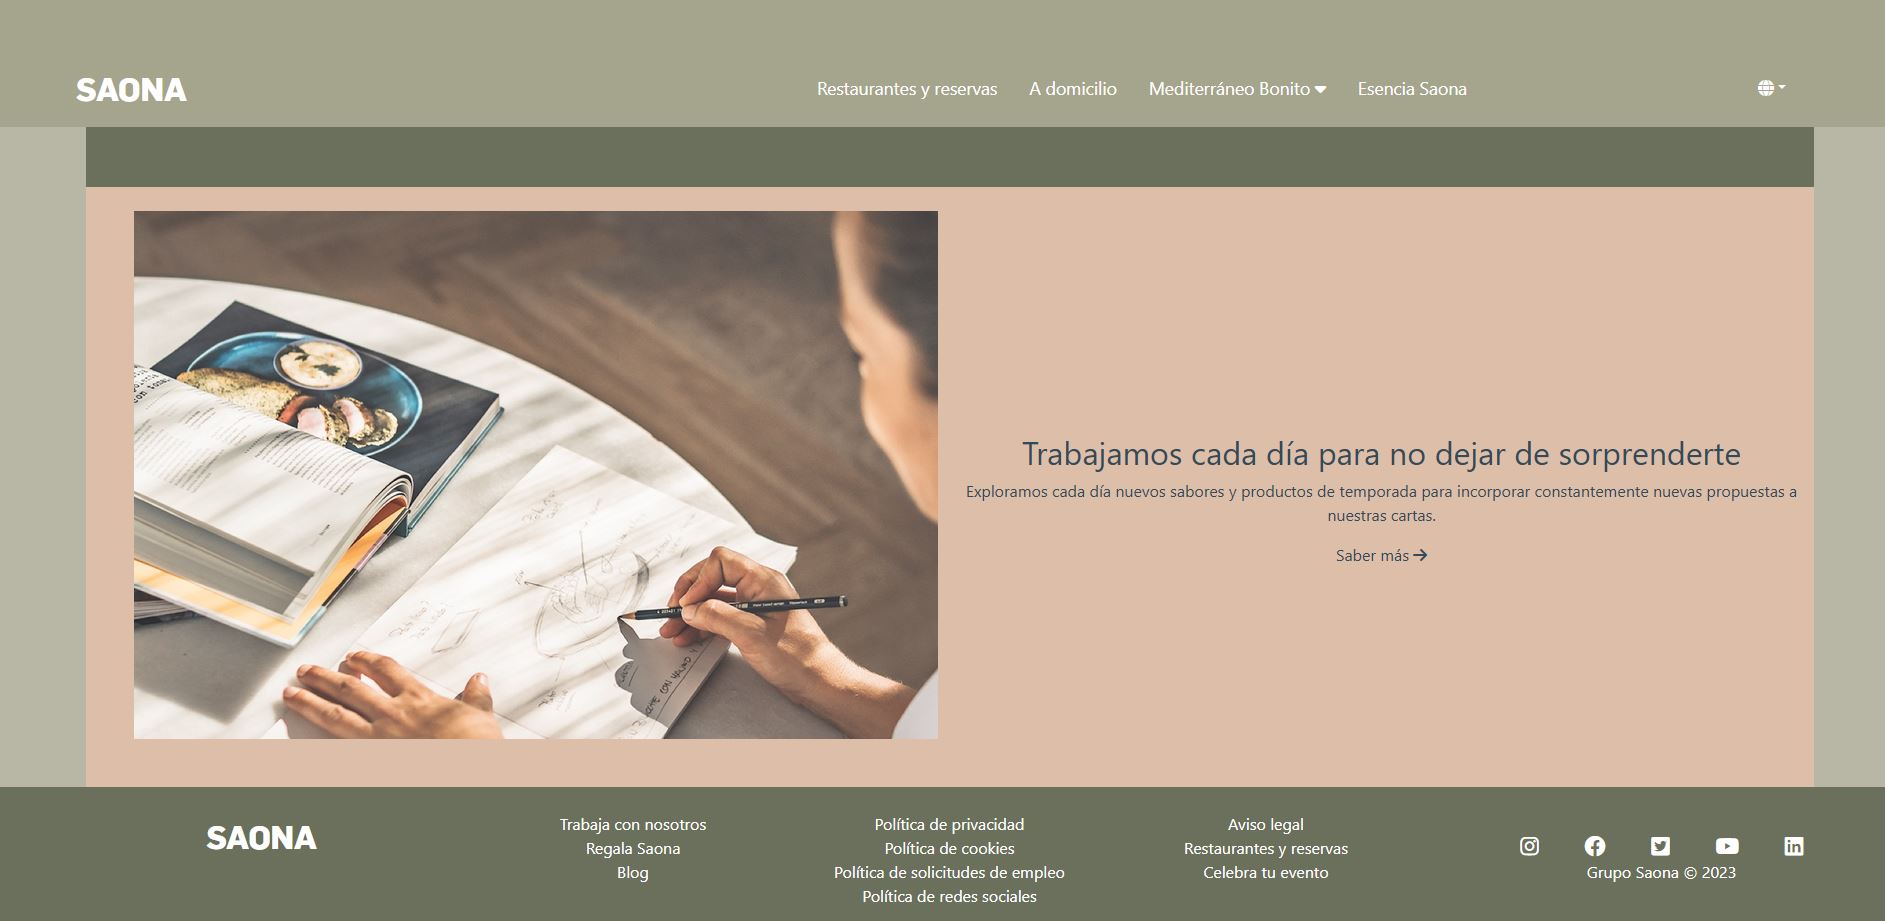 SAONA
Restaurantes y reservas
A domicilio
Mediterráneo Bonito
Esencia Saona
Trabajamos cada día para no dejar de sorprenderte
Exploramos cada día nuevos sabores y productos de temporada para incorporar constantemente nuevas propuestas a
nuestras cartas.
Saber más
SAONA
Trabaja con nosotros
Regala Saona
Blog
Política de privacidad
Política de cookies
Política de solicitudes de empleo
Política de redes sociales
Aviso legal
Restaurantes y reservas
Celebra tu evento
Grupo Saona © 2023